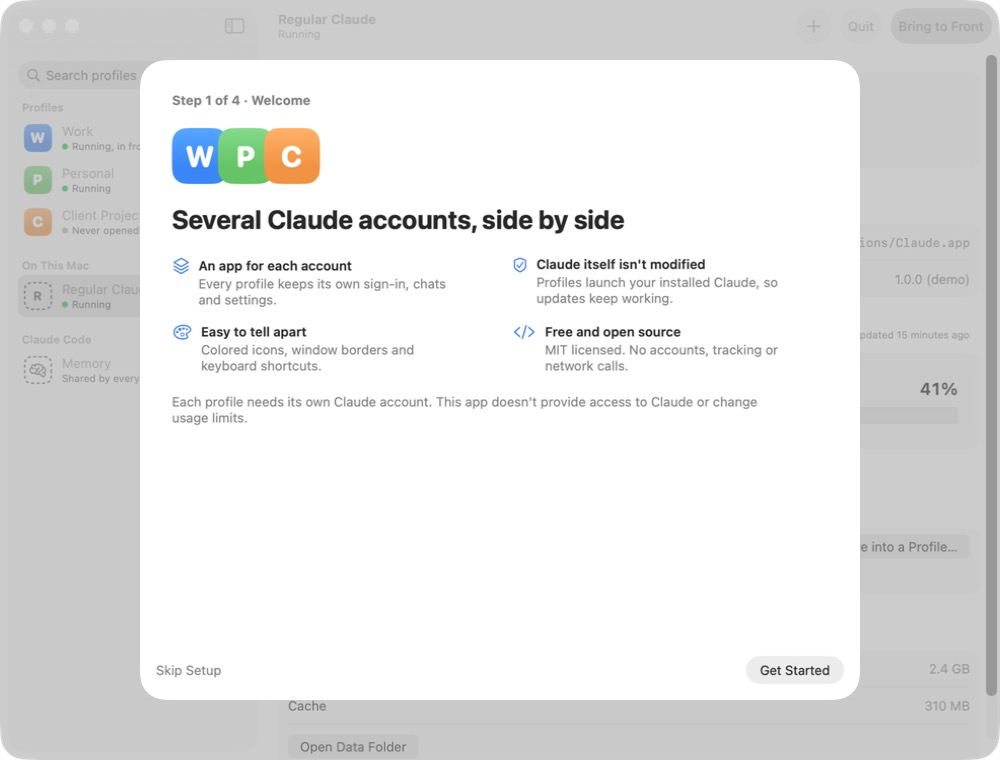 Regular Claude
Running
Quit
Bring to Front
Search profiles
Profiles
W
Work
Running, in
P
Personal
Running
C
Client Projec
Never opened
On This Mac
R
Regular Clau
Running
Claude Code
Memory
Shared by every
Step 1 of 4 · Welcome
W P C
Several Claude accounts, side by side
An app for each account
Every profile keeps its own sign-in, chats
and settings.
Claude itself isn't modified
Profiles launch your installed Claude, so
updates keep working.
Easy to tell apart
Colored icons, window borders and
keyboard shortcuts.
Free and open source
MIT licensed. No accounts, tracking or
network calls.
Each profile needs its own Claude account. This app doesn't provide access to Claude or change
usage limits.
Skip Setup
Get Started
ions/Claude.app
1.0.0 (demo)
pdated 15 minutes ago
41%
e into a Profile...
2.4 GB
Cache
310 MB
Open Data Folder